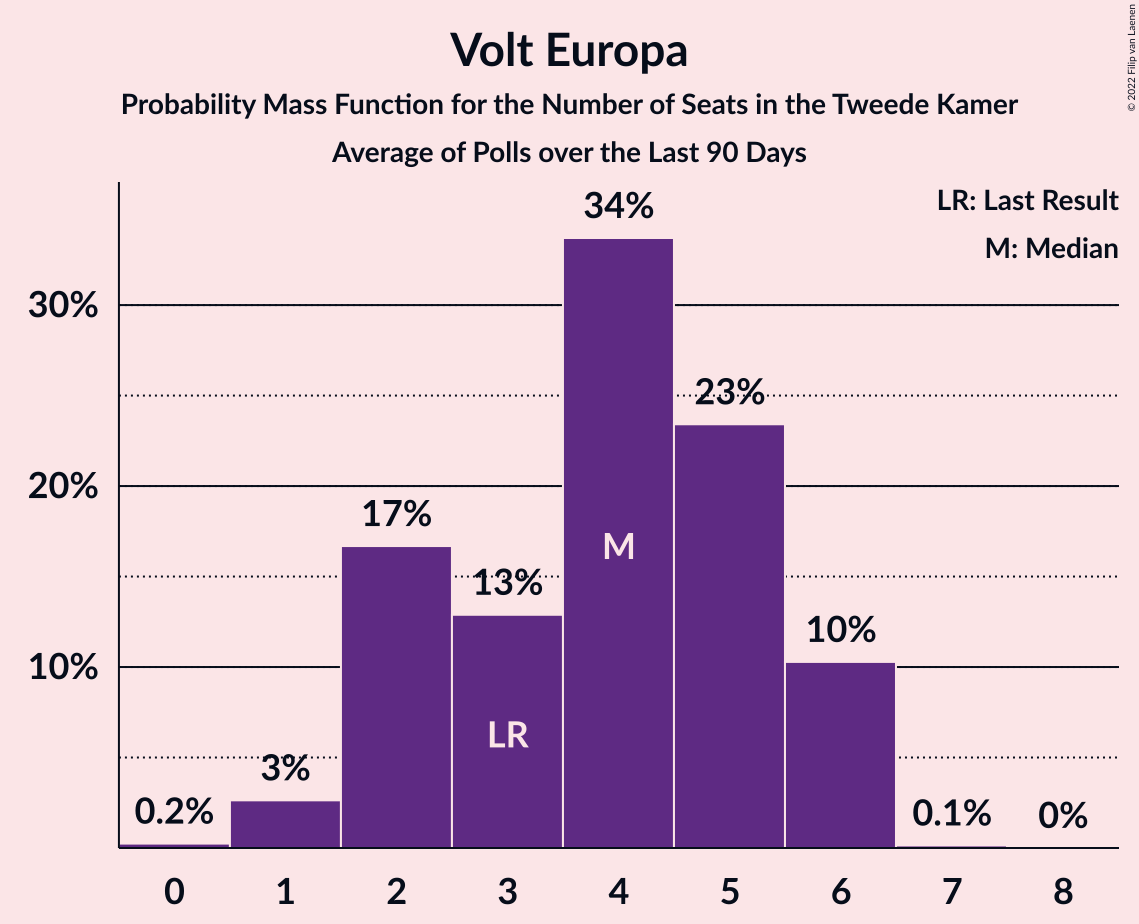 Volt Europa
Probability Mass Function for the Number of Seats in the Tweede Kamer
Average of Polls over the Last 90 Days
© 2022 Filip van Laenen
LR: Last Result
M: Median
34%
30%
23%
20%
17%
M
13%
10%
10%
LR
3%
0.2%
0.1%
0%
0 1 2 3 4 5 6 7 8